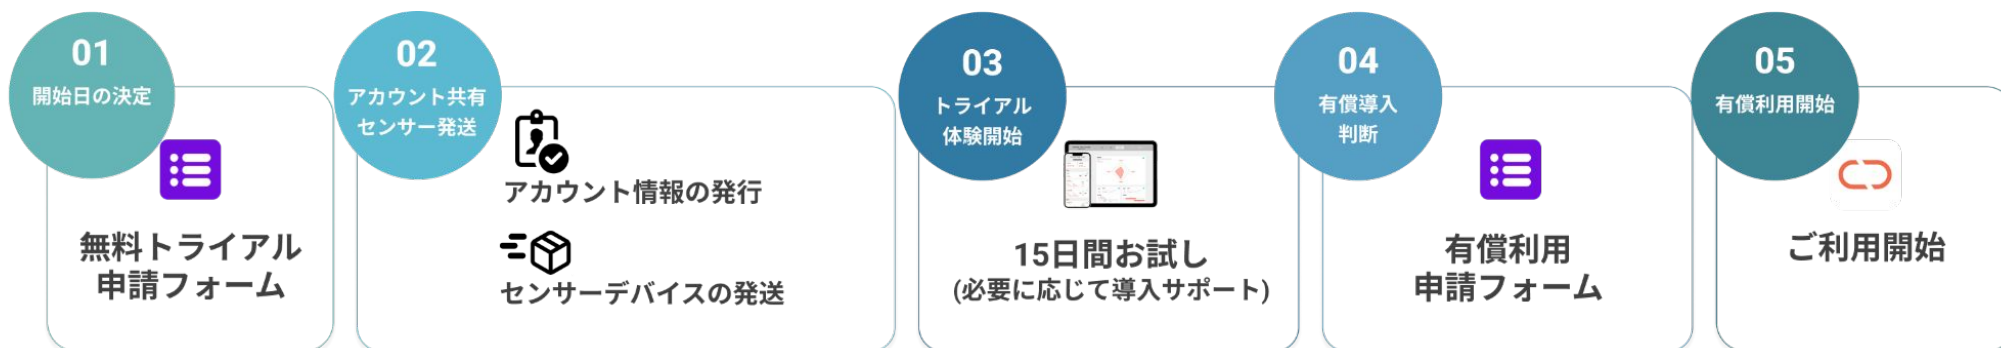 01
開始日の決定
無料トライアル
申請フォーム
02
アカウント共有
センサー発送
アカウント情報の発行
センサーデバイスの発送
03
トライアル
体験開始
15日間お試し
(必要に応じて導入サポート)
04
有償導入
判断
有償利用
申請フォーム
05
有償利用開始
ご利用開始